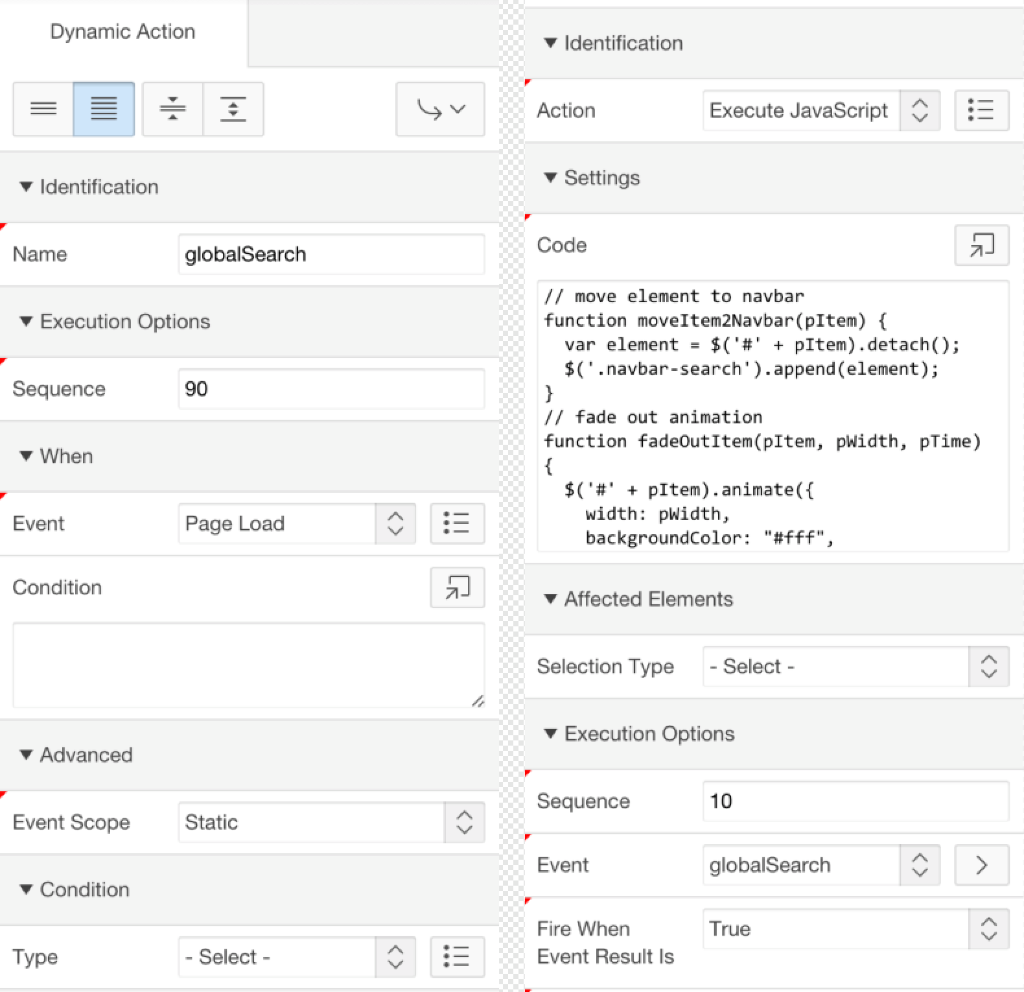 Dynamic Action
Identification
Name globalSearch
Execution Options
Sequence 90
When
Event Page Load
Condition
Advanced
Event Scope Static
Condition
Type - Select -
Identification
Action Execute JavaScript
Settings
Code
// move element to navbar
function moveItem2Navbar(pItem) {
  var element = $('#' + pItem).detach();
  $('.navbar-search').append(element);
}
// fade out animation
function fadeOutItem(pItem, pWidth, pTime)
{
  $('#' + pItem).animate({
    width: pWidth,
    backgroundColor: "#fff",
Affected Elements
Selection Type - Select -
Execution Options
Sequence 10
Event globalSearch
Fire When True
Event Result Is